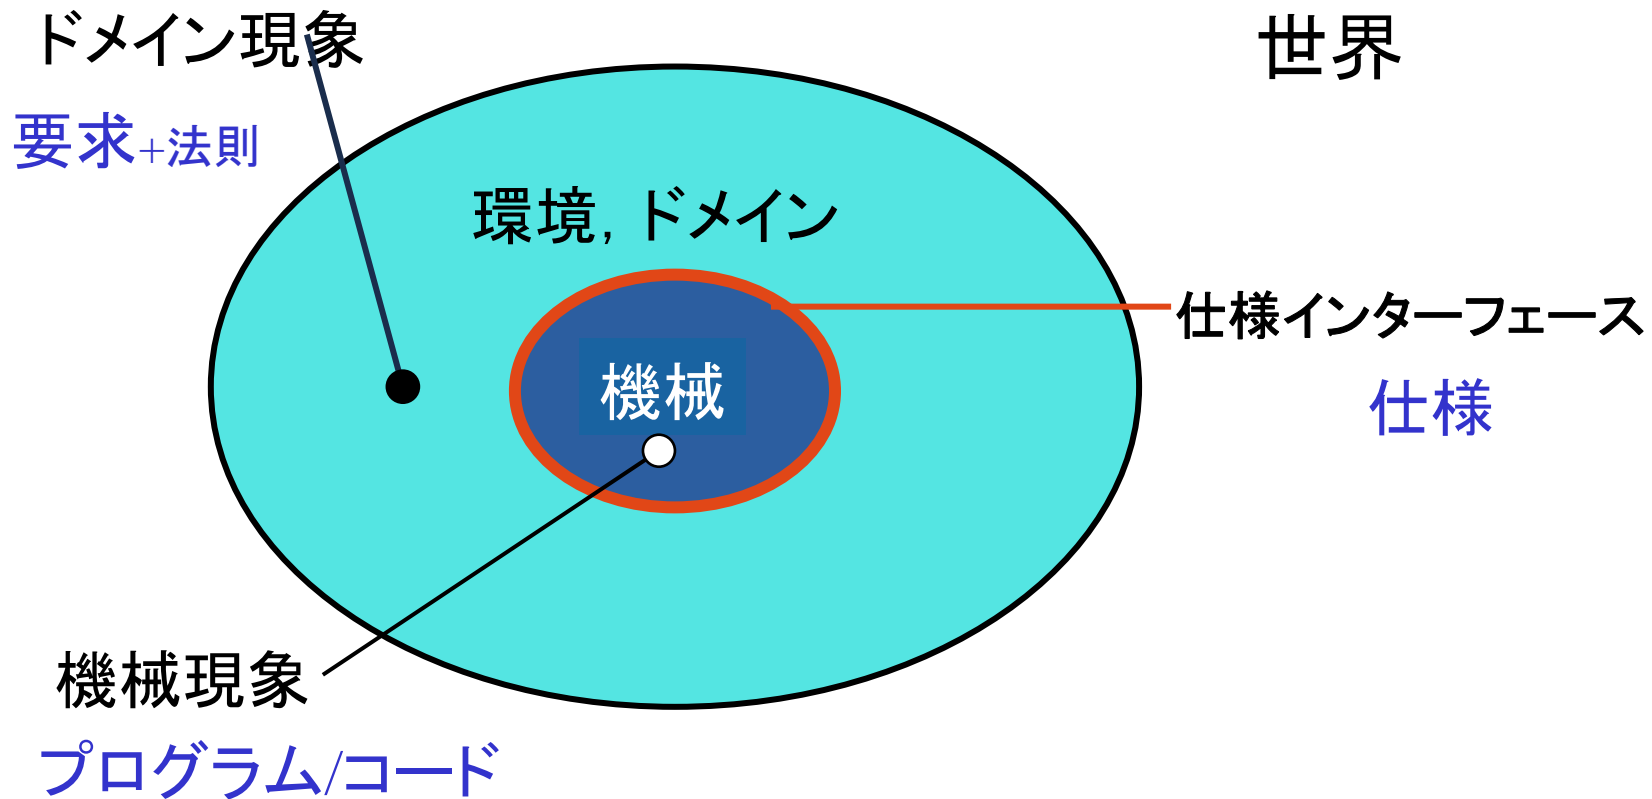 ドメイン現象
世界
要求+法則
環境, ドメイン
仕様インターフェース
機械
仕様
機械現象
プログラム/コード